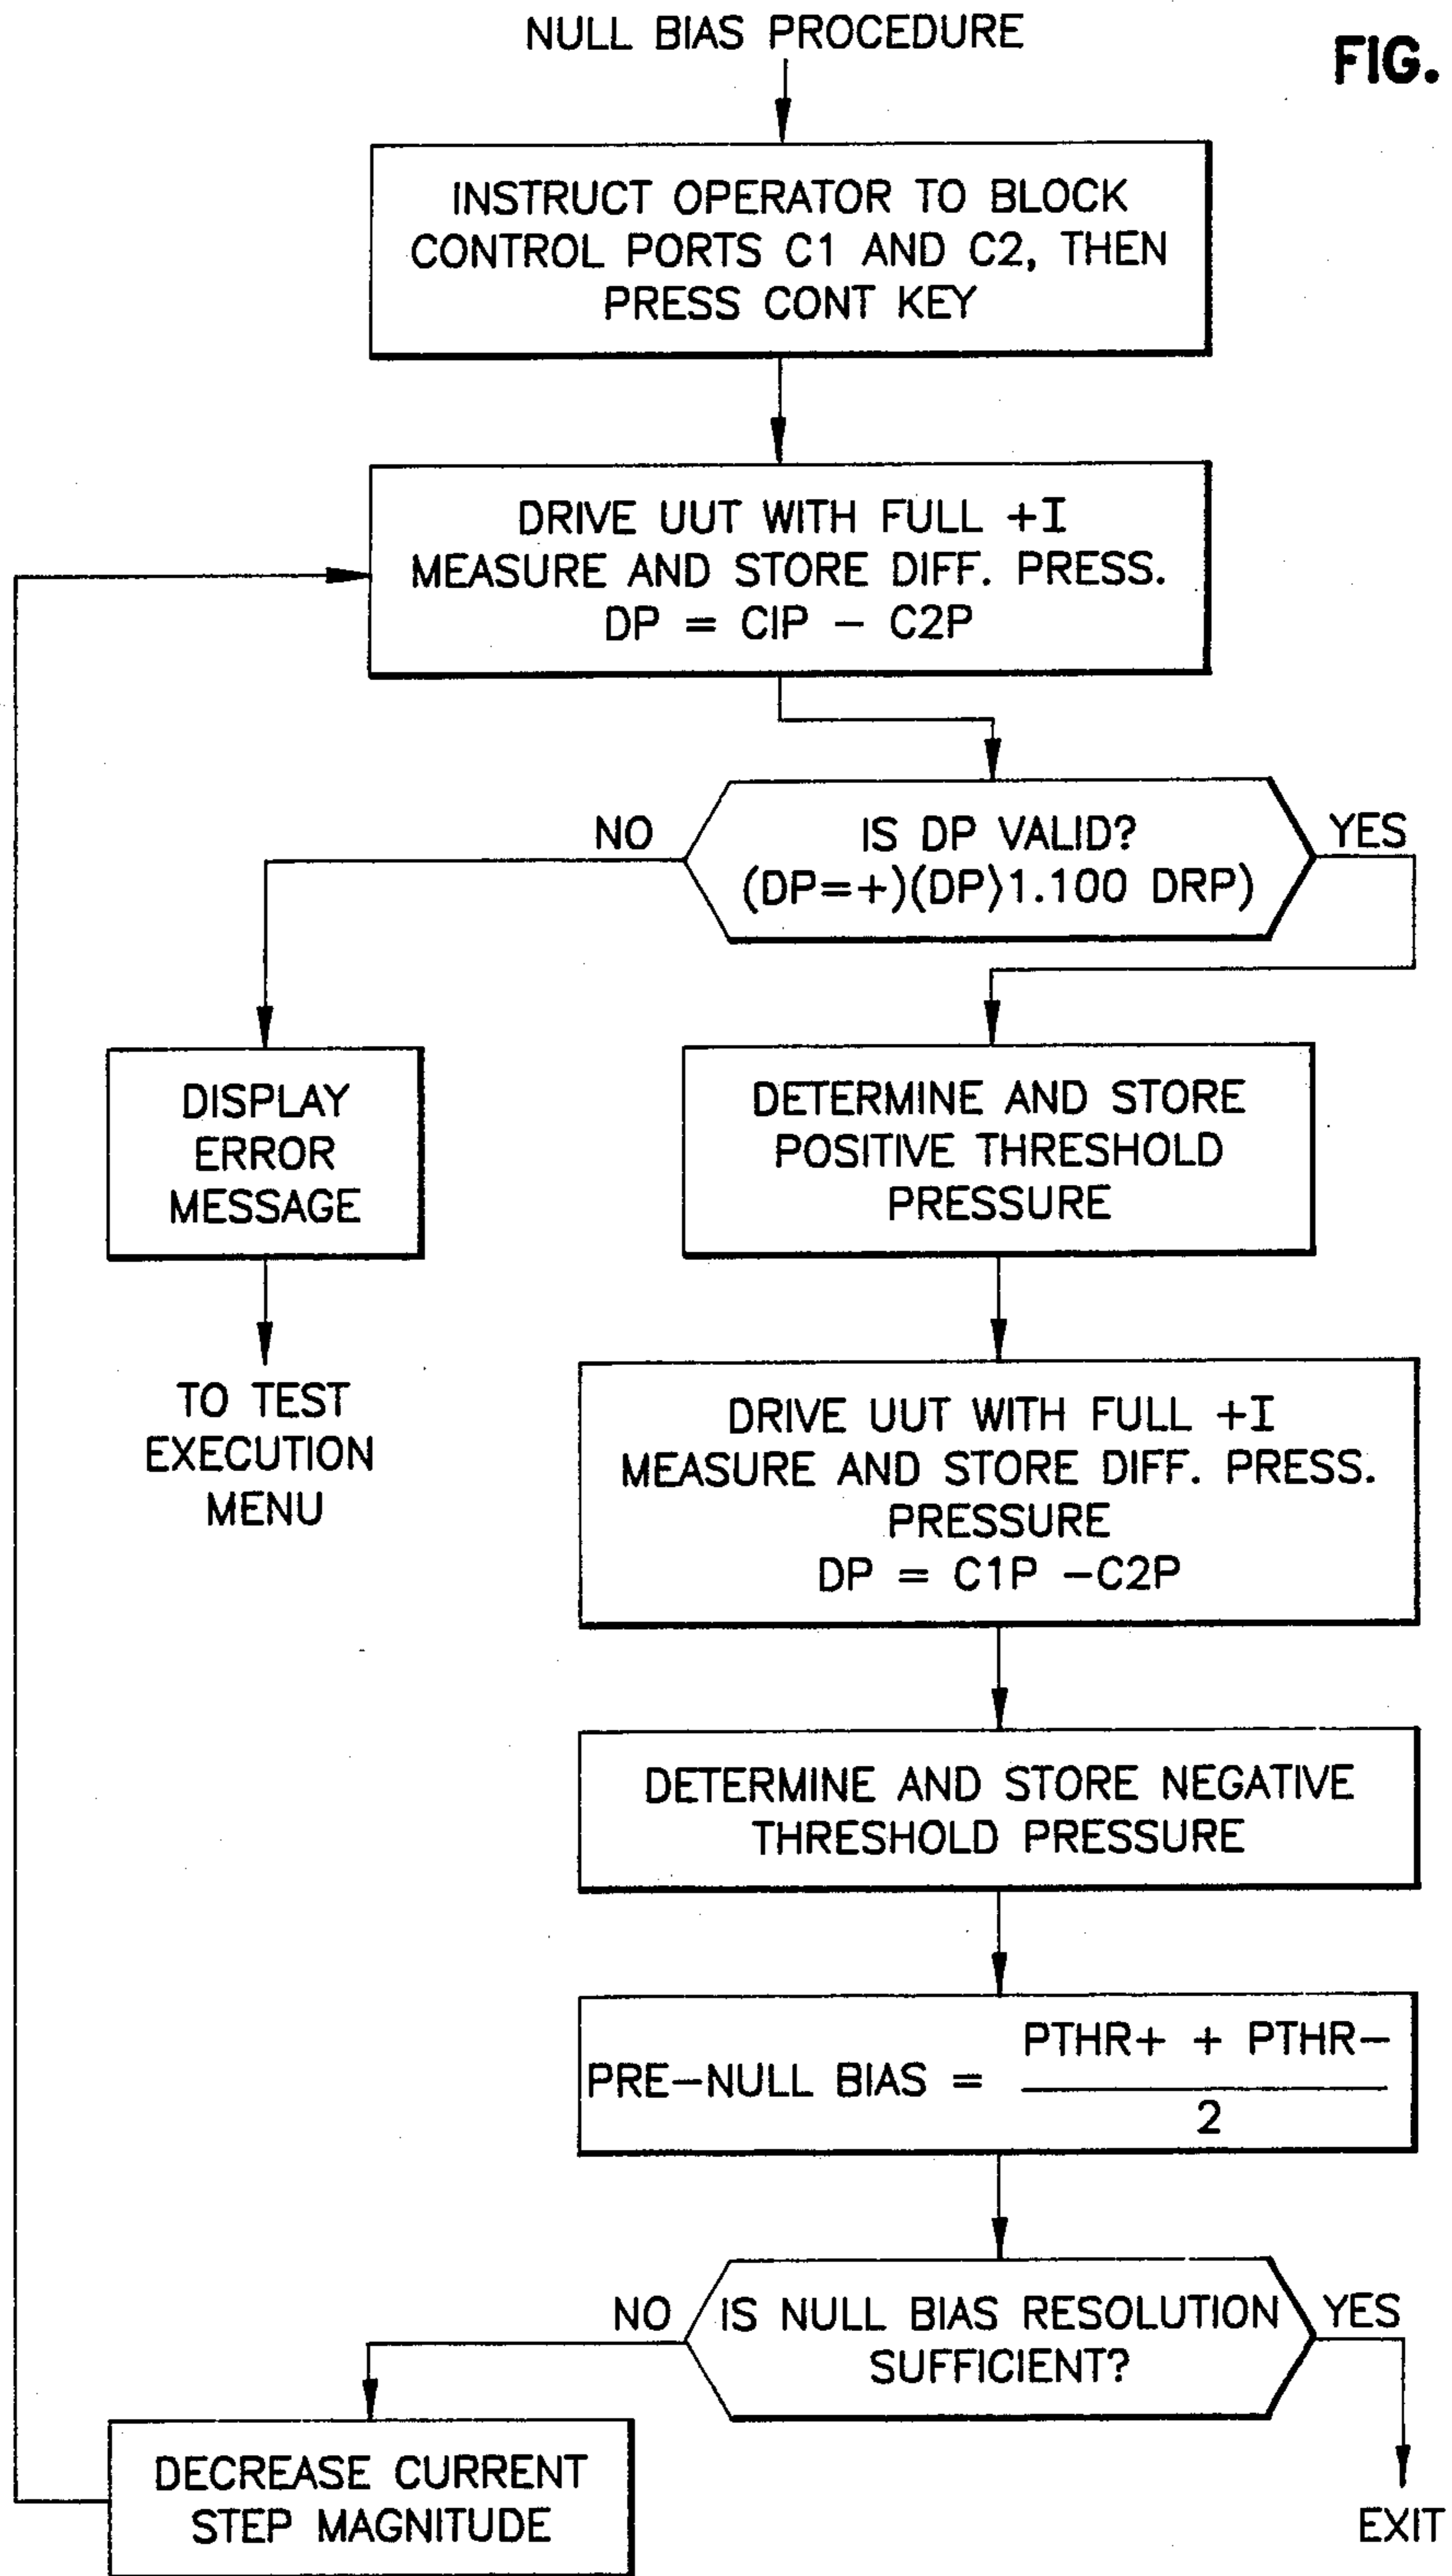 NULL BIAS PROCEDURE
FIG.
INSTRUCT OPERATOR TO BLOCK
CONTROL PORTS C1 AND C2, THEN
PRESS CONT KEY
DRIVE UUT WITH FULL +I
MEASURE AND STORE DIFF. PRESS.
DP = CIP - C2P
IS DP VALID?
(DP=+)(DP>1.100 DRP)
NO
YES
DISPLAY
ERROR
MESSAGE
TO TEST
EXECUTION
MENU
DETERMINE AND STORE
POSITIVE THRESHOLD
PRESSURE
DRIVE UUT WITH FULL +I
MEASURE AND STORE DIFF. PRESS.
PRESSURE
DP = C1P -C2P
DETERMINE AND STORE NEGATIVE
THRESHOLD PRESSURE
PTHR+ + PTHR-
PRE-NULL BIAS =
2
NO
IS NULL BIAS RESOLUTION
SUFFICIENT?
YES
DECREASE CURRENT
STEP MAGNITUDE
EXIT